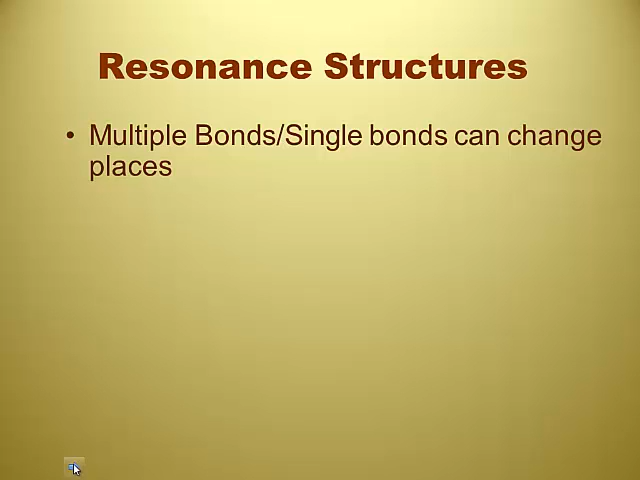 Resonance Structures
• Multiple Bonds/Single bonds can change
places